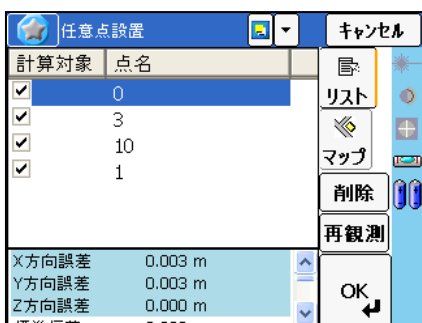 任意点設置
キャンセル
計算対象 点名
0
3
10
1
リスト
マップ
削除
再観測
X方向誤差 0.003 m
Y方向誤差 0.003 m
Z方向誤差 0.000 m
OK